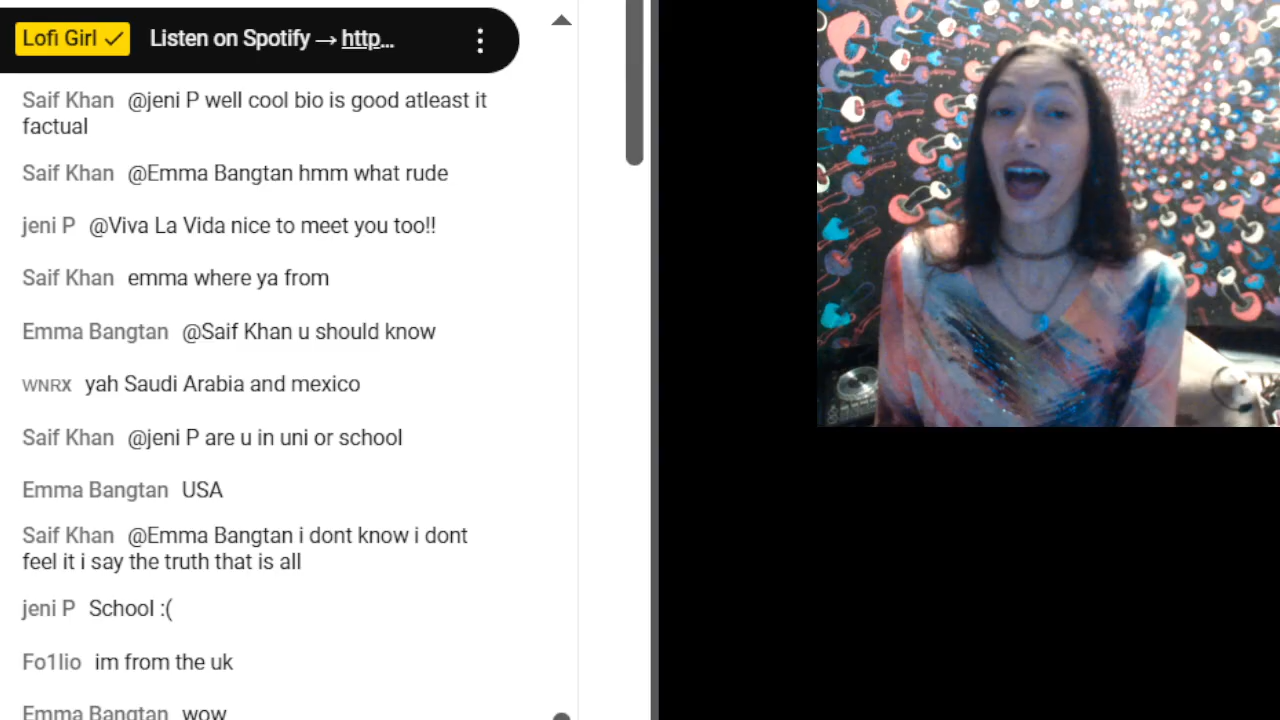 Lofi Girl ✓ Listen on Spotify → http...
Saif Khan @jeni P well cool bio is good atleast it
factual
Saif Khan @Emma Bangtan hmm what rude
jeni P @Viva La Vida nice to meet you too!!
Saif Khan emma where ya from
Emma Bangtan @Saif Khan u should know
WNRX yah Saudi Arabia and mexico
Saif Khan @jeni P are u in uni or school
Emma Bangtan USA
Saif Khan @Emma Bangtan i dont know i dont
feel it i say the truth that is all
jeni P School :(
Fo1lio im from the uk
Emma Bangtan wow